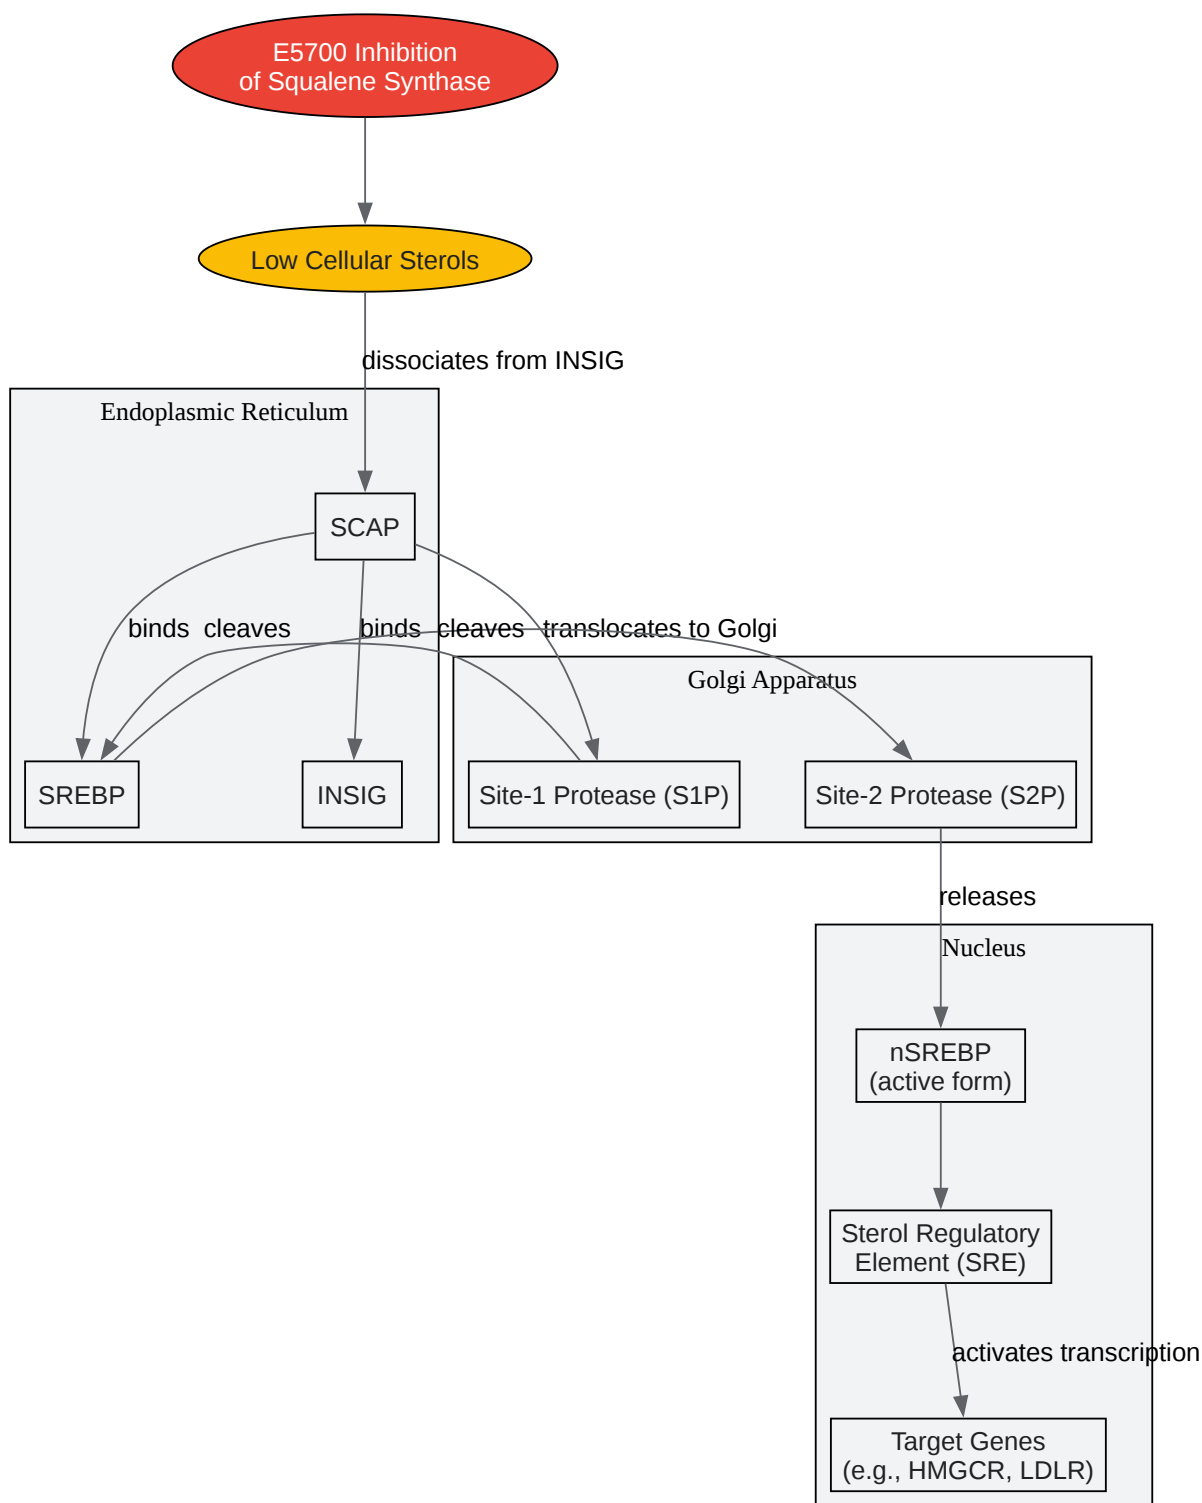 E5700 Inhibition
of Squalene Synthase
Low Cellular Sterols
dissociates from INSIG
Endoplasmic Reticulum
SCAP
binds
cleaves
binds
cleaves
translocates to Golgi
Golgi Apparatus
SREBP
INSIG
Site-1 Protease (S1P)
Site-2 Protease (S2P)
releases
Nucleus
nSREBP
(active form)
Sterol Regulatory
Element (SRE)
activates transcription
Target Genes
(e.g., HMGCR, LDLR)